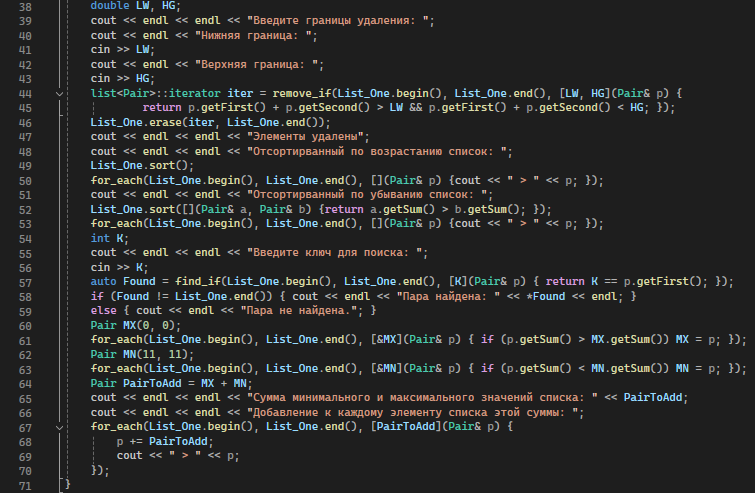 38 double LW, HG;
39 cout << endl << endl << "Введите границы удаления: ";
40 cout << endl << "Нижняя граница: ";
41 cin >> LW;
42 cout << endl << "Верхняя граница: ";
43 cin >> HG;
44 list<Pair>::iterator iter = remove_if(List_One.begin(), List_One.end(), [LW, HG](Pair& p) {
45 return p.getFirst() + p.getSecond() > LW && p.getFirst() + p.getSecond() < HG; });
46 List_One.erase(iter, List_One.end());
47 cout << endl << endl << "Элементы удалены";
48 cout << endl << endl << "Отсортирванный по возрастанию список: ";
49 List_One.sort();
50 for_each(List_One.begin(), List_One.end(), [](Pair& p) {cout << " > " << p; });
51 cout << endl << endl << "Отсортирванный по убыванию список: ";
52 List_One.sort([](Pair& a, Pair& b) {return a.getSum() > b.getSum(); });
53 for_each(List_One.begin(), List_One.end(), [](Pair& p) {cout << " > " << p; });
54 int K;
55 cout << endl << endl << "Введите ключ для поиска: ";
56 cin >> K;
57 auto Found = find_if(List_One.begin(), List_One.end(), [K](Pair& p) { return K == p.getFirst(); });
58 if (Found != List_One.end()) { cout << endl << "Пара найдена: " << *Found << endl; }
59 else { cout << endl << "Пара не найдена."; }
60 Pair MX(0, 0);
61 for_each(List_One.begin(), List_One.end(), [&MX](Pair& p) { if (p.getSum() > MX.getSum()) MX = p; });
62 Pair MN(11, 11);
63 for_each(List_One.begin(), List_One.end(), [&MN](Pair& p) { if (p.getSum() < MN.getSum()) MN = p; });
64 Pair PairToAdd = MX + MN;
65 cout << endl << endl << "Сумма минимального и максимального значений списка: " << PairToAdd;
66 cout << endl << endl << "Добавление к каждому элементу списка этой суммы: ";
67 for_each(List_One.begin(), List_One.end(), [PairToAdd](Pair& p) {
68 p += PairToAdd;
69 cout << " > " << p;
70 });
71 }